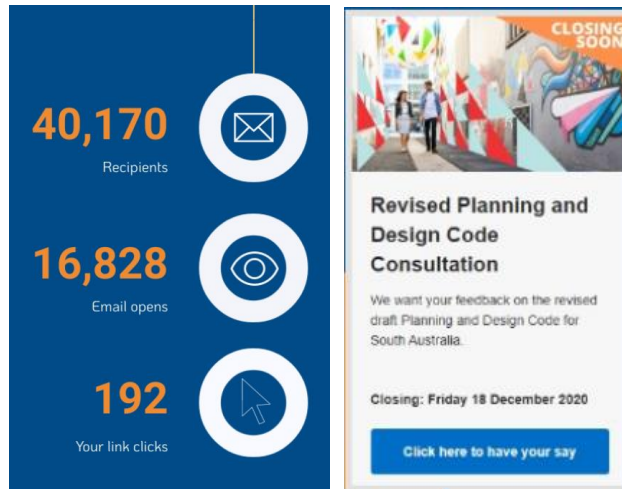 40,170
Recipients
16,828
Email opens
192
Your link clicks
CLOSING
SOON
Revised Planning and
Design Code
Consultation
We want your feedback on the revised
draft Planning and Design Code for
South Australia.
Closing: Friday 18 December 2020
Click here to have your say